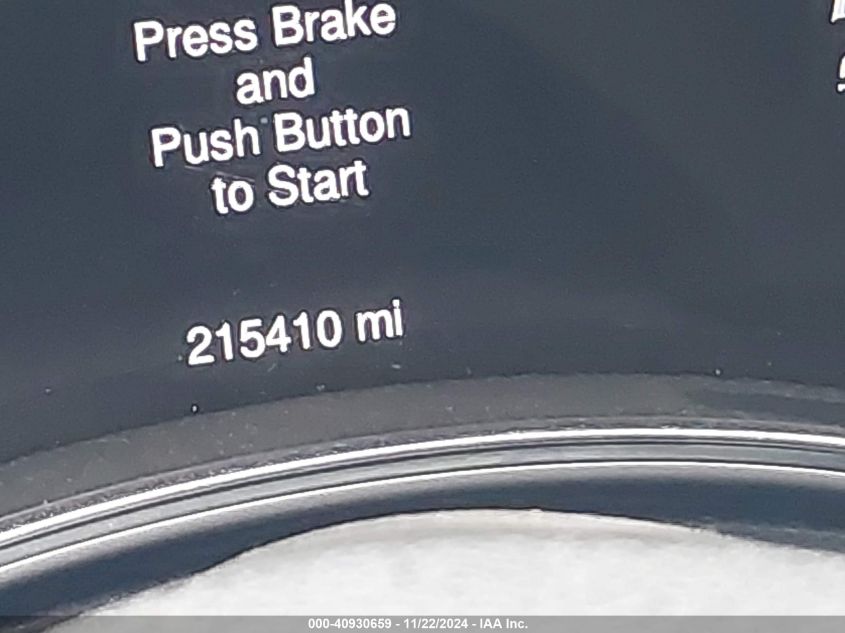 Press Brake
and
Push Button
to Start
215410 mi
000-40930659 - 11/22/2024 - IAA Inc.